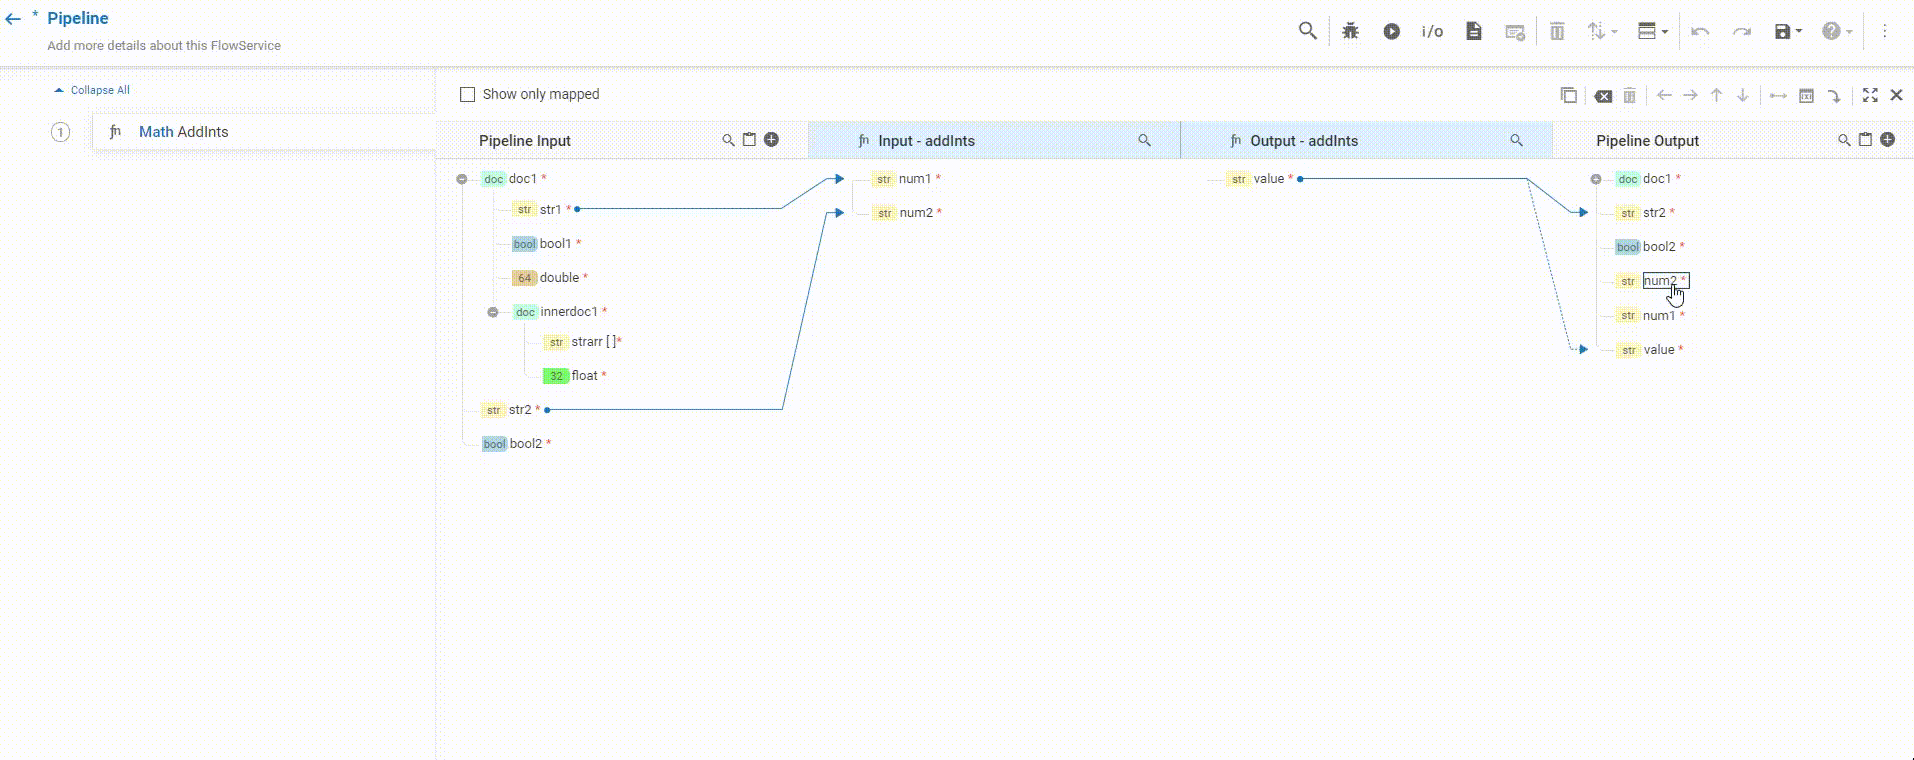 * Pipeline
Add more details about this FlowService
i/o
Collapse All
Show only mapped
1 fn Math AddInts
Pipeline Input
fn Input - addInts
fn Output - addInts
Pipeline Output
doc doc1 *
str str1 *
bool bool1 *
64 double *
doc innerdoc1 *
str strarr [ ]*
32 float *
str str2 *
bool bool2 *
str num1 *
str num2 *
str value *
doc doc1 *
str str2 *
bool bool2 *
str num2 *
str num1 *
str value *